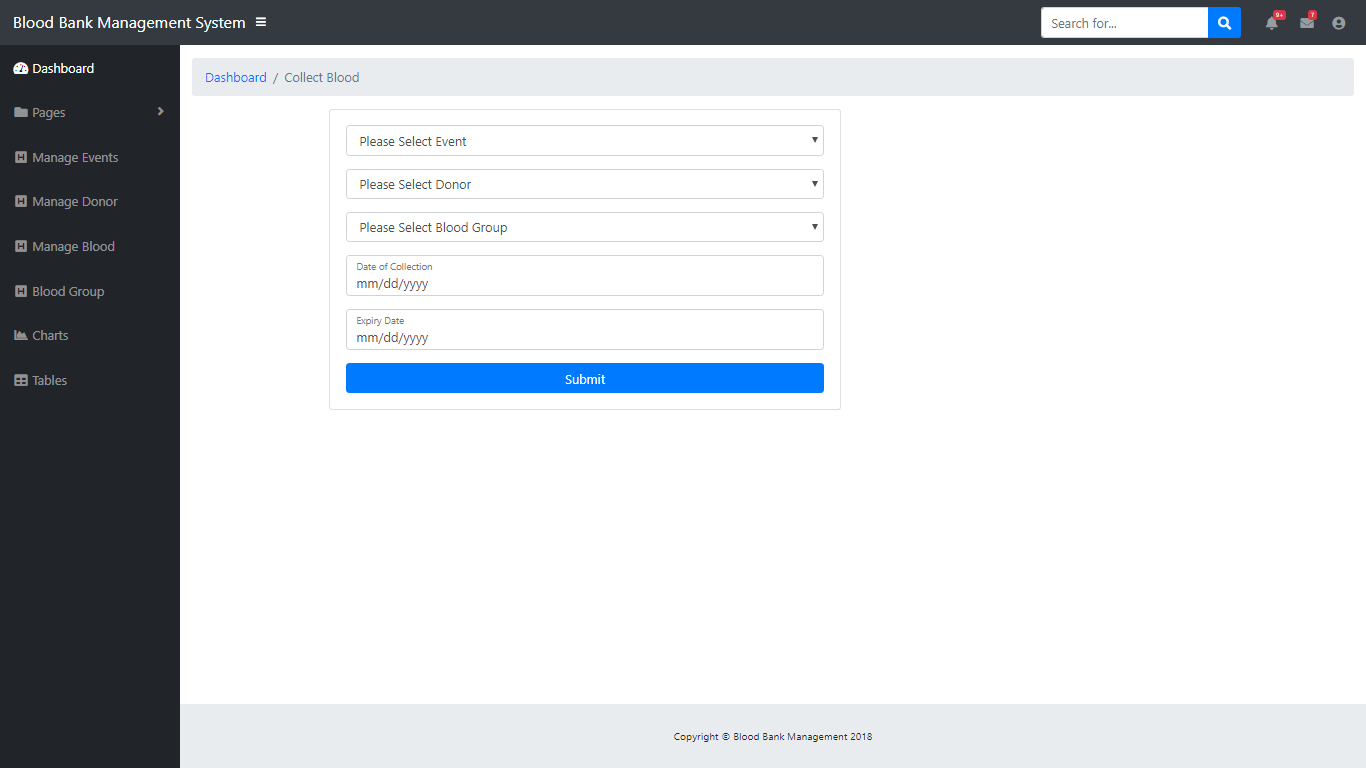 Blood Bank Management System
Search for...
9+
7
Dashboard
Pages
Manage Events
Manage Donor
Manage Blood
Blood Group
Charts
Tables
Dashboard / Collect Blood
Please Select Event
Please Select Donor
Please Select Blood Group
Date of Collection
mm/dd/yyyy
Expiry Date
mm/dd/yyyy
Submit
Copyright © Blood Bank Management 2018